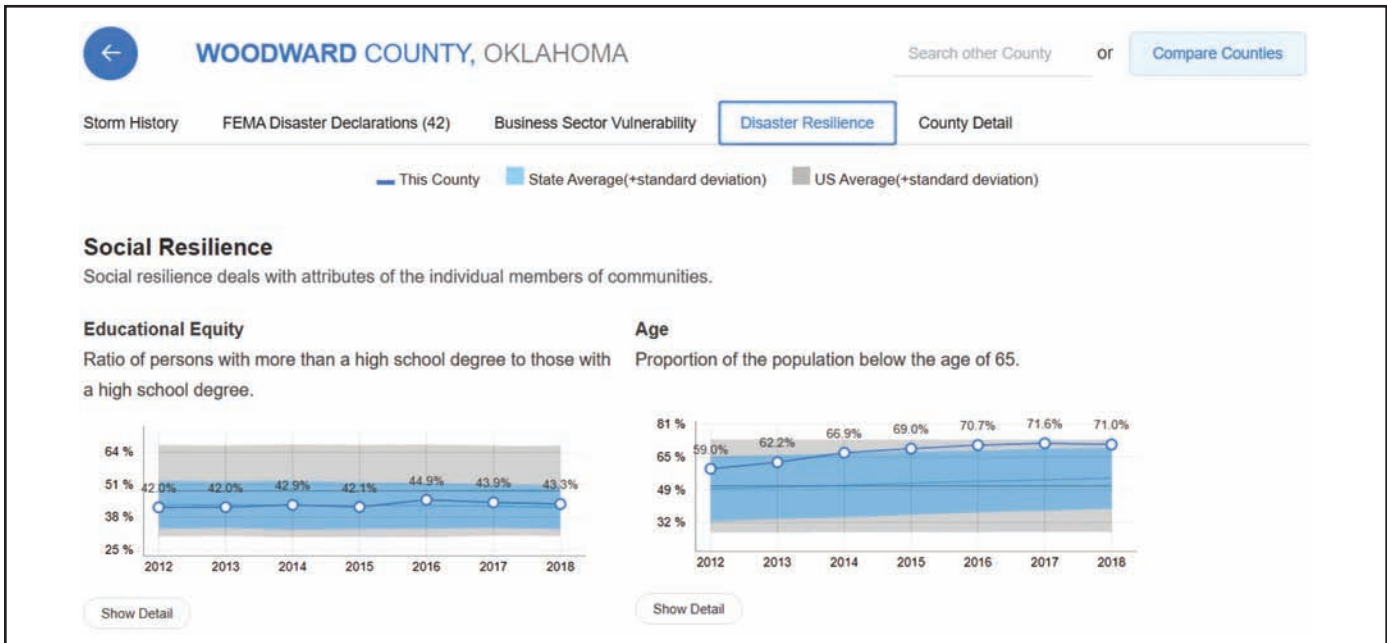 WOODWARD COUNTY, OKLAHOMA
Search other County
or
Compare Counties
Storm History
FEMA Disaster Declarations (42)
Business Sector Vulnerability
Disaster Resilience
County Detail
This County
State Average(+standard deviation)
US Average(+standard deviation)
Social Resilience
Social resilience deals with attributes of the individual members of communities.
Educational Equity
Ratio of persons with more than a high school degree to those with
a high school degree.
64 %
51 %
38 %
25 %
42.0%
42.0%
42.9%
42.1%
44.9%
43.9%
43.3%
2012
2013
2014
2015
2016
2017
2018
Show Detail
Age
Proportion of the population below the age of 65.
81 %
65 %
49 %
32 %
59.0%
62.2%
66.9%
69.0%
70.7%
71.6%
71.0%
2012
2013
2014
2015
2016
2017
2018
Show Detail